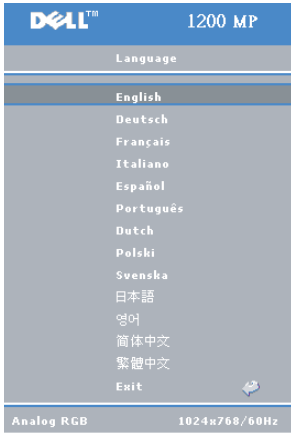 DELL™ 1200 MP
Language
English
Deutsch
Français
Italiano
Español
Português
Dutch
Polski
Svenska
日本語
영어
简体中文
繁體中文
Exit
Analog RGB 1024x768/60Hz